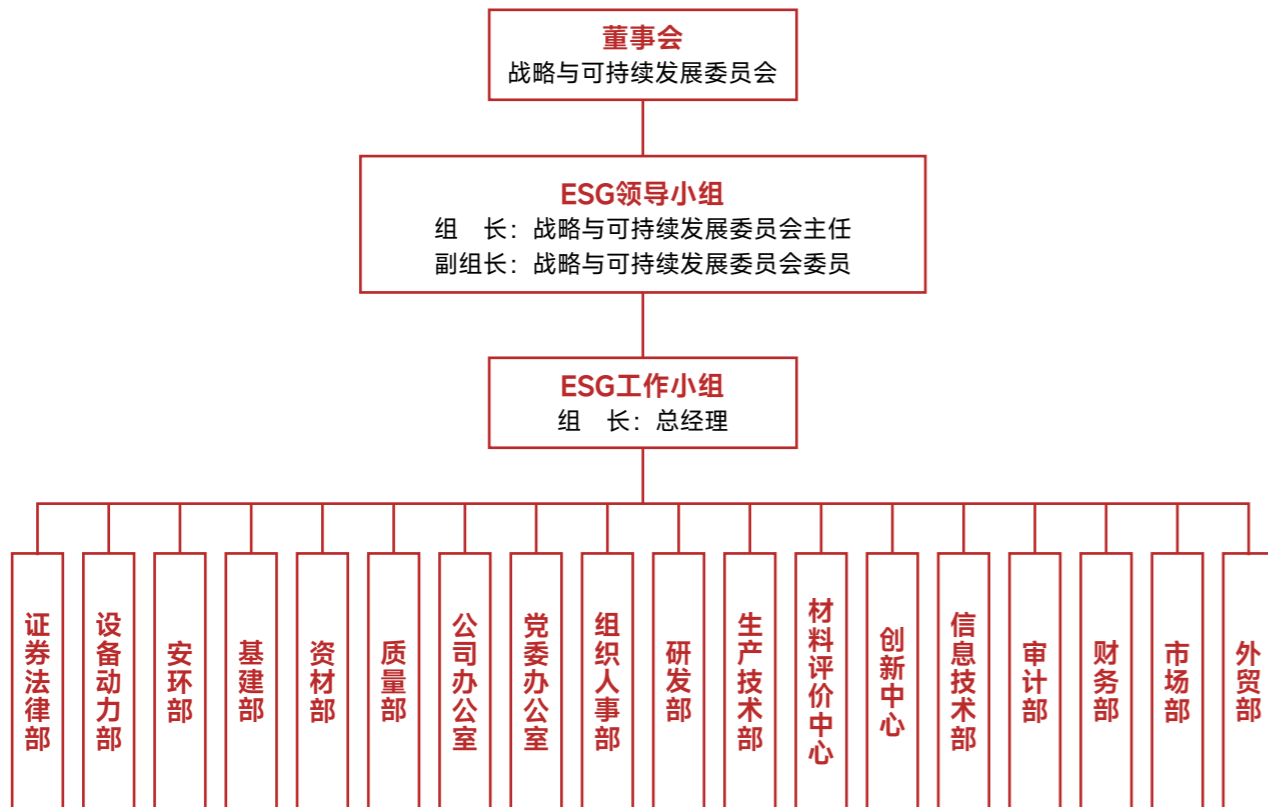 董事会
战略与可持续发展委员会
ESG领导小组
组　长：战略与可持续发展委员会主任
副组长：战略与可持续发展委员会委员
ESG工作小组
组　长：总经理
证券法律部
设备动力部
安环部
基建部
资材部
质量部
公司办公室
党委办公室
组织人事部
研发部
生产技术部
材料评价中心
创新中心
信息技术部
审计部
财务部
市场部
外贸部